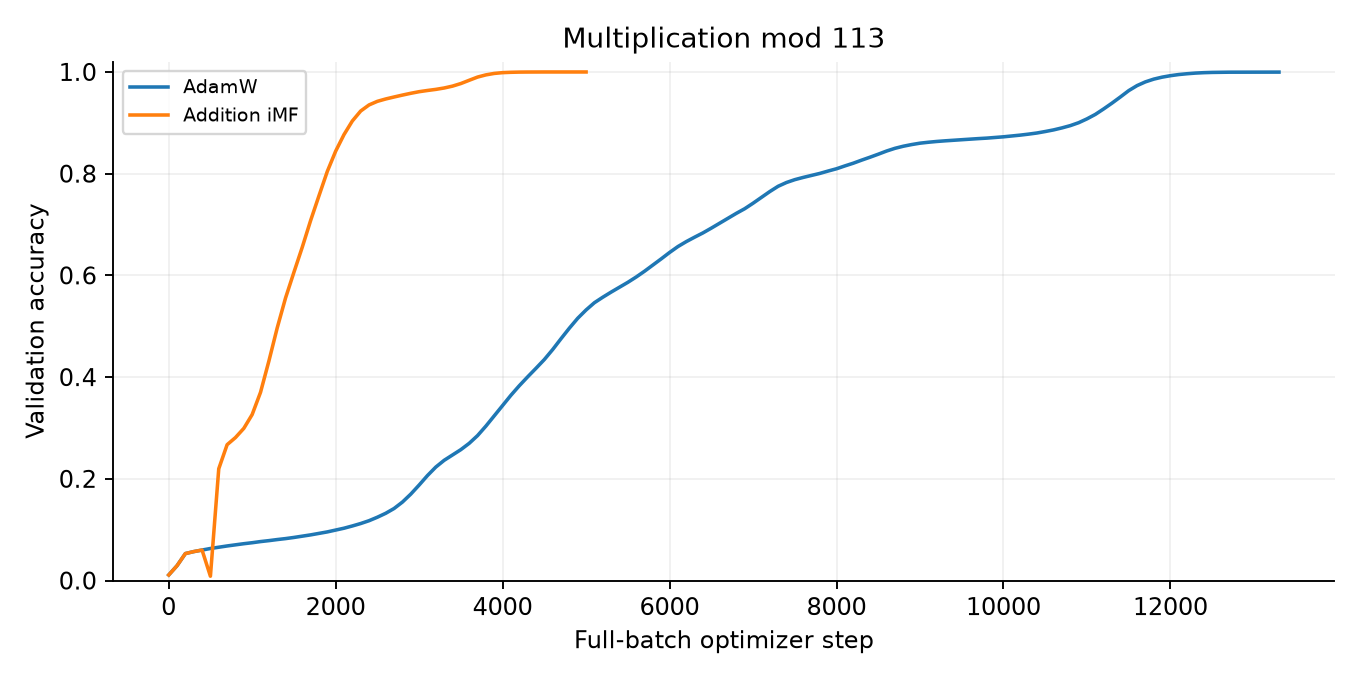 Multiplication mod 113
AdamW
Addition iMF
Validation accuracy
1.0
0.8
0.6
0.4
0.2
0.0
0 2000 4000 6000 8000 10000 12000
Full-batch optimizer step